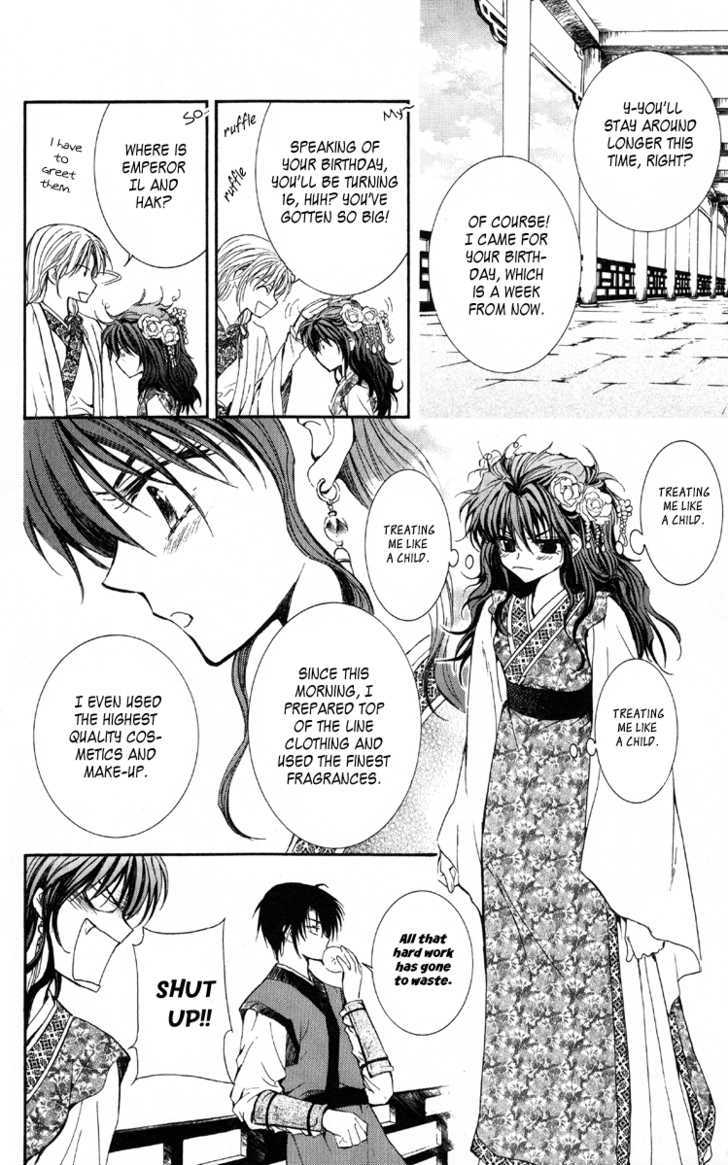 Y-YOU'LL
STAY AROUND
LONGER THIS
TIME, RIGHT?
OF COURSE!
I CAME FOR
YOUR BIRTH-
DAY, WHICH
IS A WEEK
FROM NOW.
My~
SPEAKING OF
YOUR BIRTHDAY,
YOU'LL BE TURNING
16, HUH? YOU'VE
GOTTEN SO BIG!
ruffle
ruffle
So~
WHERE IS
EMPEROR
IL AND
HAK?
I have
to
greet
them
TREATING
ME LIKE
A CHILD.
TREATING
ME LIKE
A CHILD.
TREATING
ME LIKE
A CHILD.
SINCE THIS
MORNING, I
PREPARED TOP
OF THE LINE
CLOTHING AND
USED THE FINEST
FRAGRANCES.
I EVEN USED
THE HIGHEST
QUALITY COS-
METICS AND
MAKE-UP.
All that
hard work
has gone
to waste.
SHUT
UP!!